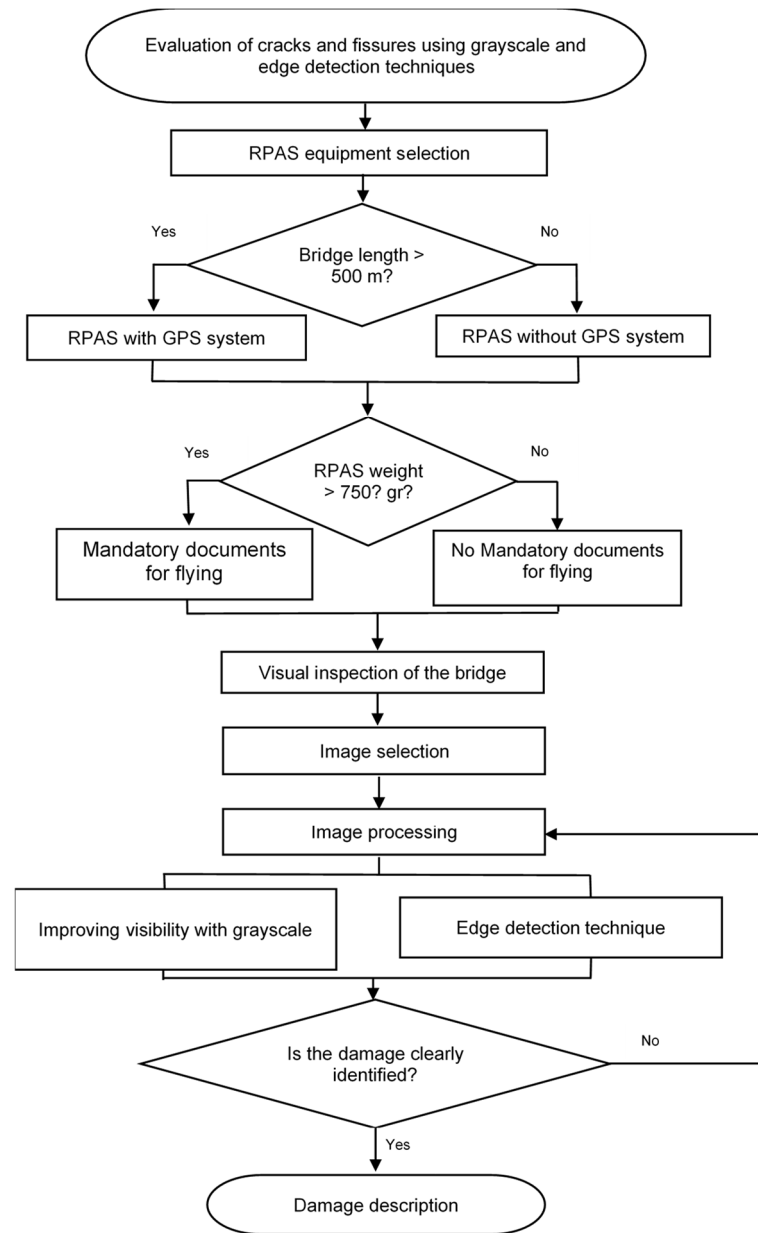 Evaluation of cracks and fissures using grayscale and
edge detection techniques
RPAS equipment selection
Yes
No
Bridge length >
500 m?
RPAS with GPS system
RPAS without GPS system
Yes
No
RPAS weight
> 750? gr?
Mandatory documents
for flying
No Mandatory documents
for flying
Visual inspection of the bridge
Image selection
Image processing
Improving visibility with grayscale
Edge detection technique
Is the damage clearly
identified?
No
Yes
Damage description